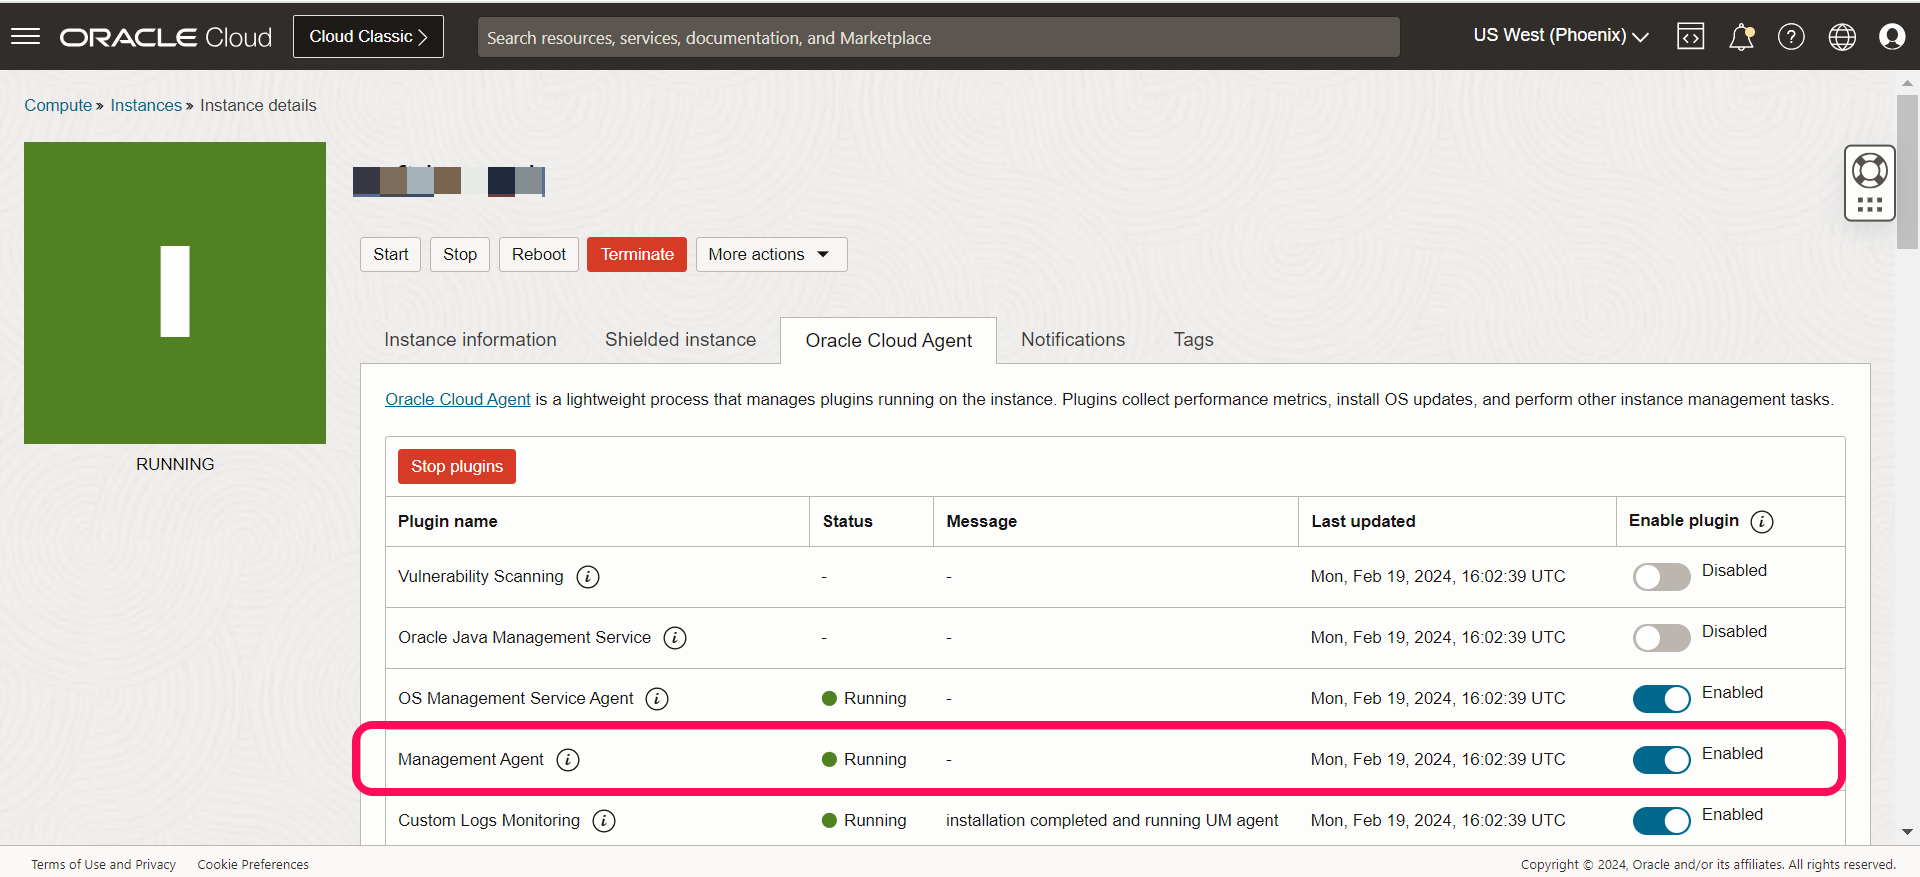 ORACLE Cloud Cloud Classic Search resources, services, documentation, and Marketplace US West (Phoenix)
Compute » Instances » Instance details
RUNNING
Start Stop Reboot Terminate More actions
Instance information Shielded instance Oracle Cloud Agent Notifications Tags
Oracle Cloud Agent is a lightweight process that manages plugins running on the instance. Plugins collect performance metrics, install OS updates, and perform other instance management tasks.
Stop plugins
Plugin name Status Message Last updated Enable plugin i
Vulnerability Scanning i - - Mon, Feb 19, 2024, 16:02:39 UTC Disabled
Oracle Java Management Service i - - Mon, Feb 19, 2024, 16:02:39 UTC Disabled
OS Management Service Agent i Running - Mon, Feb 19, 2024, 16:02:39 UTC Enabled
Management Agent i Running - Mon, Feb 19, 2024, 16:02:39 UTC Enabled
Custom Logs Monitoring i Running installation completed and running UM agent Mon, Feb 19, 2024, 16:02:39 UTC Enabled
Terms of Use and Privacy Cookie Preferences Copyright © 2024, Oracle and/or its affiliates. All rights reserved.